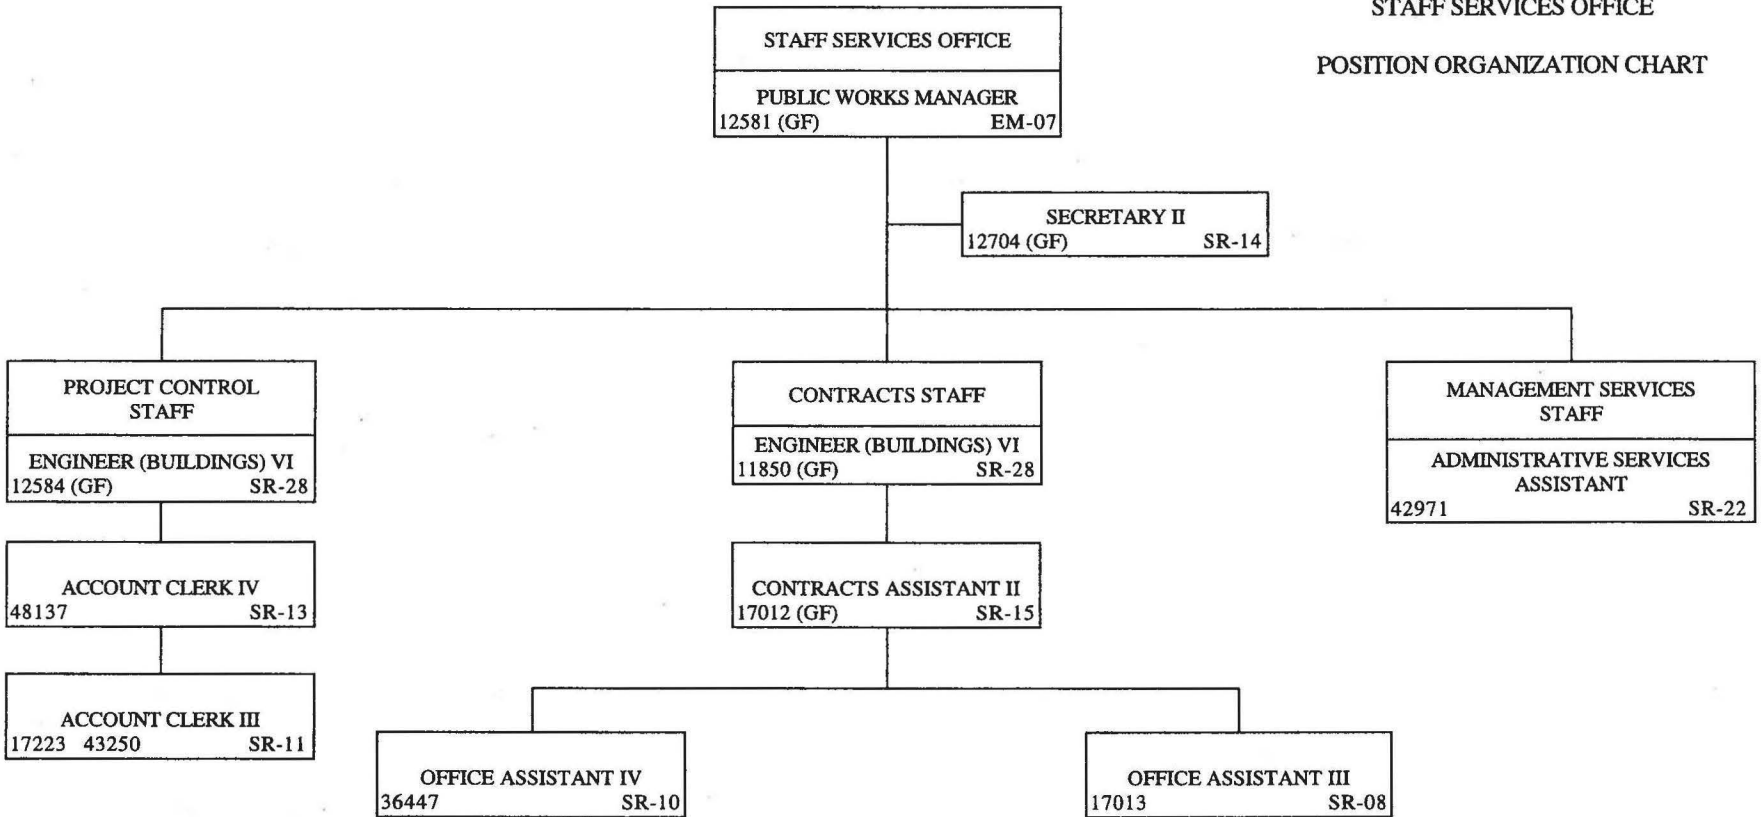 STAFF SERVICES OFFICE
POSITION ORGANIZATION CHART
STAFF SERVICES OFFICE
PUBLIC WORKS MANAGER
12581 (GF) EM-07
SECRETARY II
12704 (GF) SR-14
PROJECT CONTROL
STAFF
ENGINEER (BUILDINGS) VI
12584 (GF) SR-28
ACCOUNT CLERK IV
48137 SR-13
ACCOUNT CLERK III
17223 43250 SR-11
CONTRACTS STAFF
ENGINEER (BUILDINGS) VI
11850 (GF) SR-28
CONTRACTS ASSISTANT II
17012 (GF) SR-15
OFFICE ASSISTANT IV
36447 SR-10
OFFICE ASSISTANT III
17013 SR-08
MANAGEMENT SERVICES
STAFF
ADMINISTRATIVE SERVICES
ASSISTANT
42971 SR-22